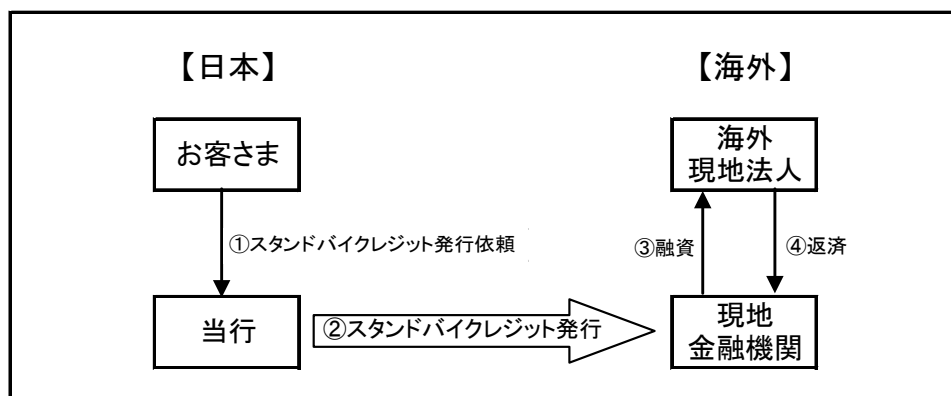 【日本】
【海外】
お客さま
海外
現地法人
①スタンドバイクレジット発行依頼
③融資
④返済
当行
②スタンドバイクレジット発行
現地
金融機関